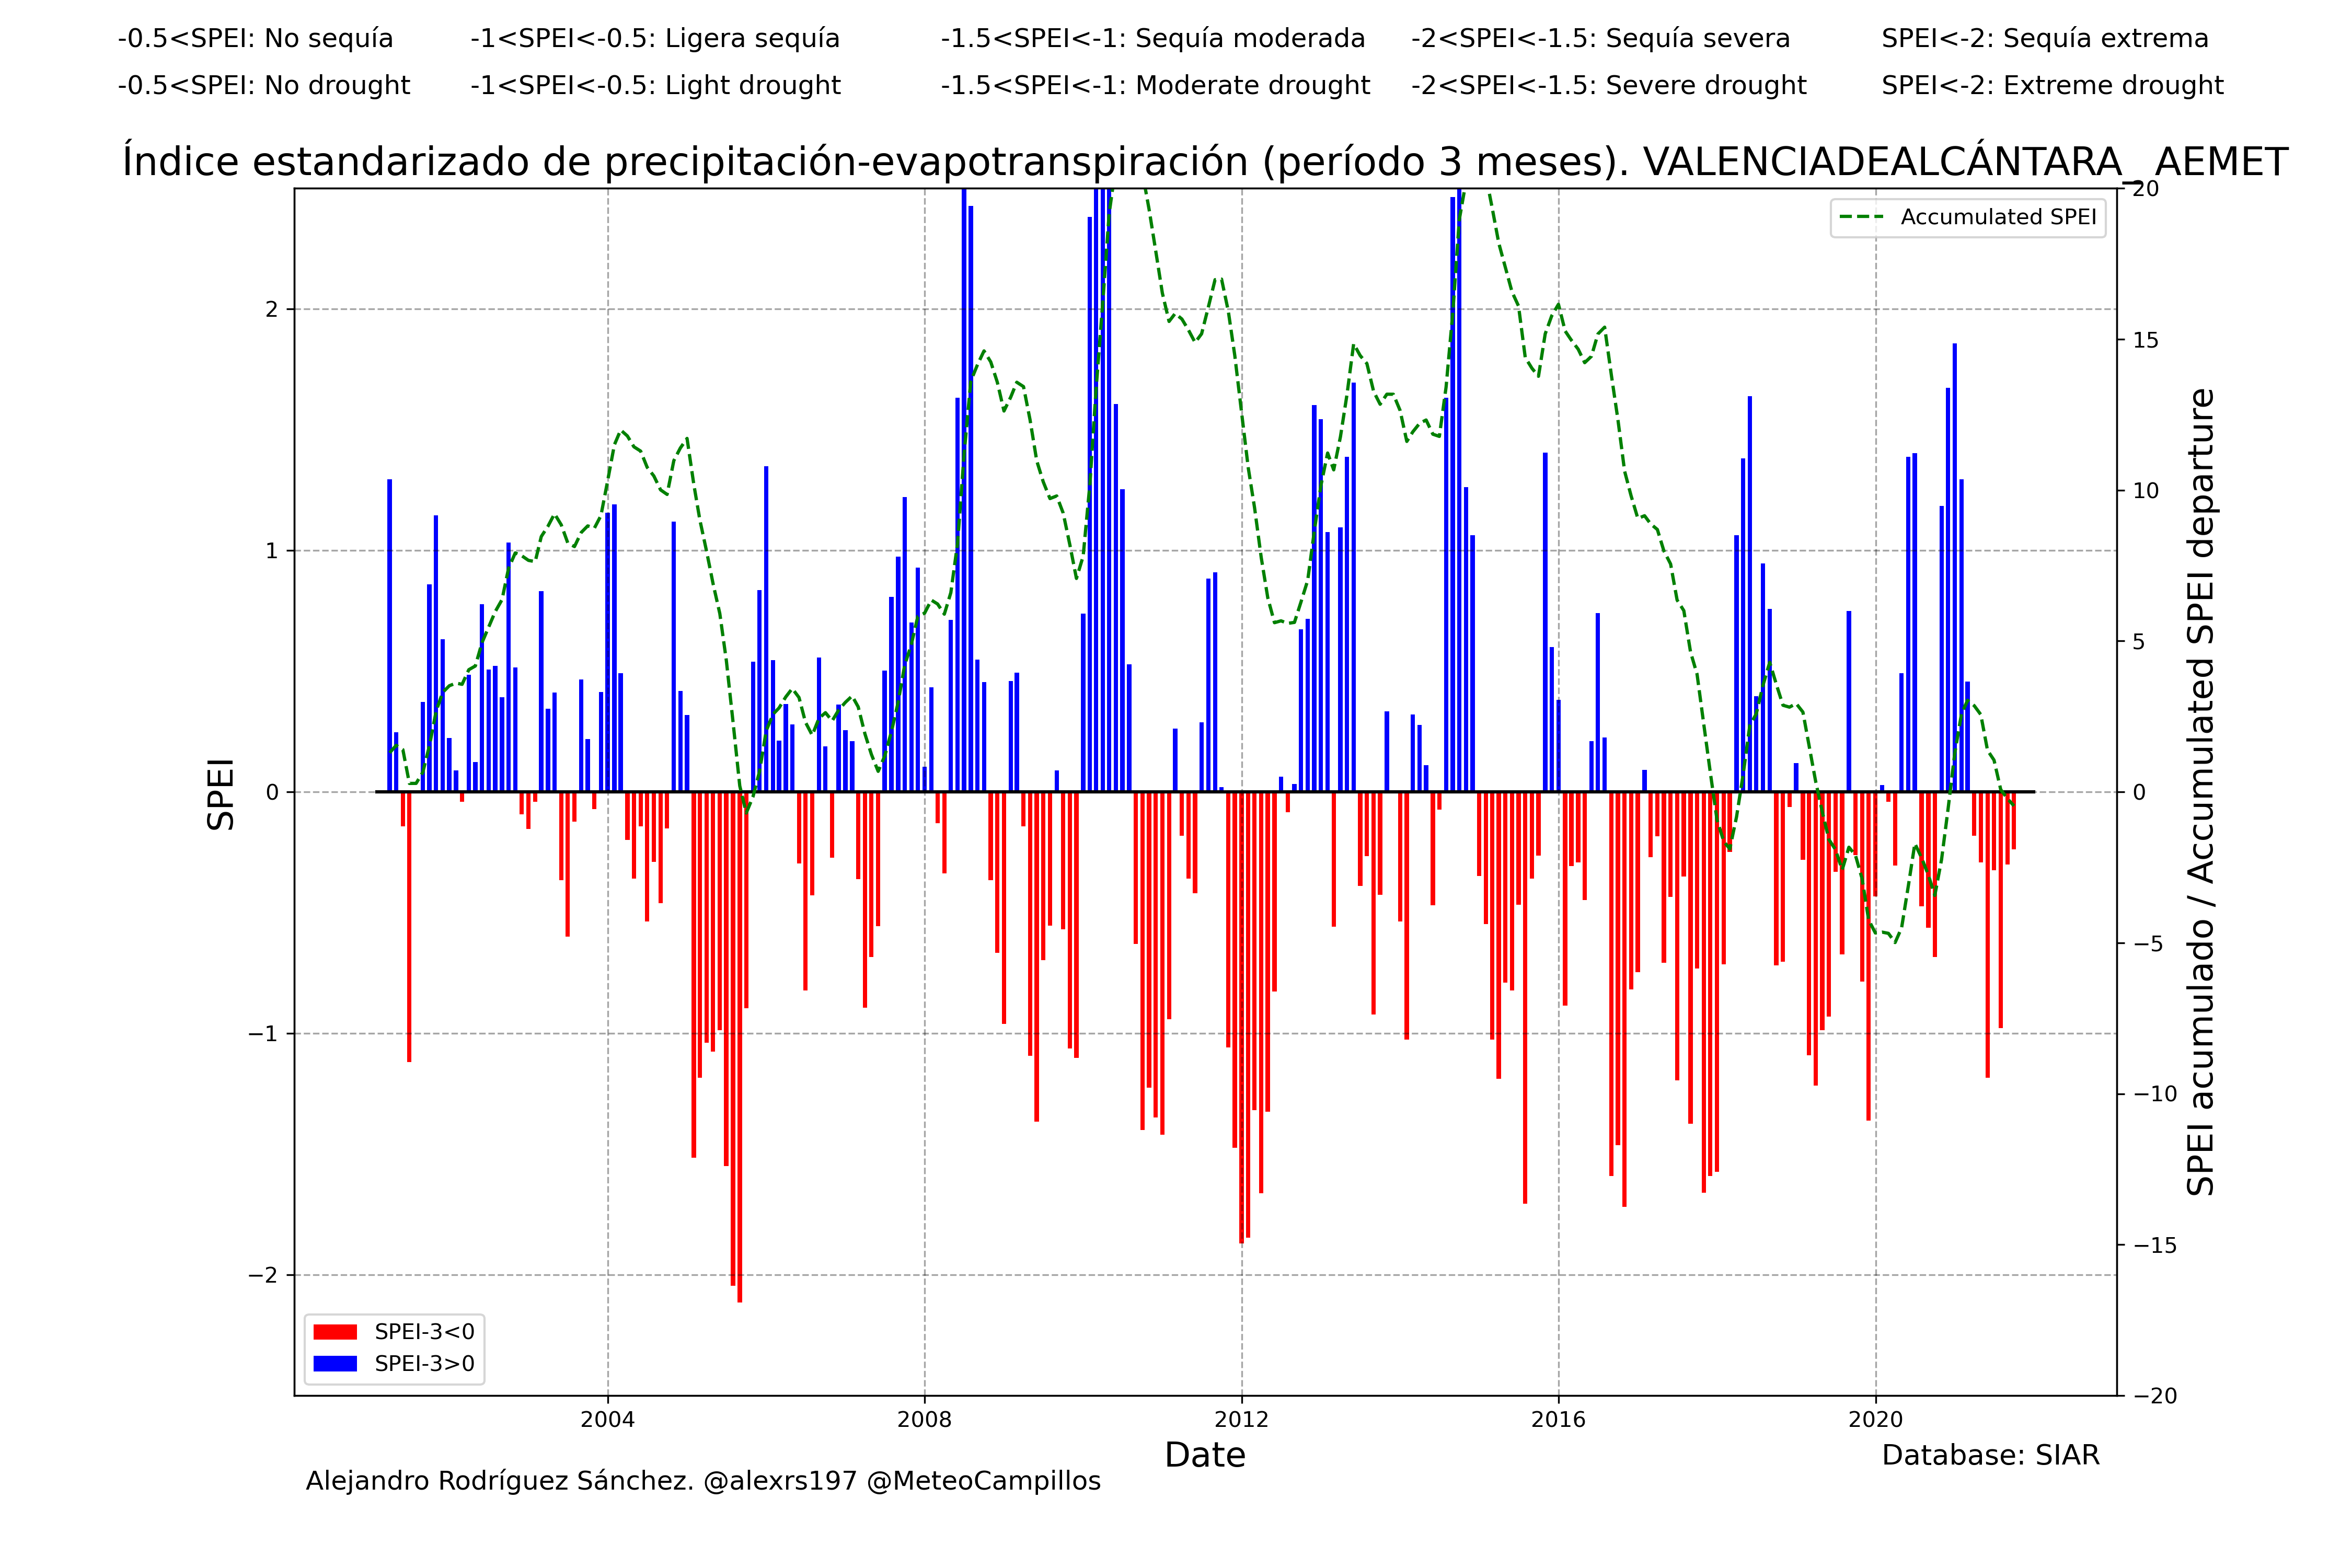 -0.5<SPEI: No sequía -1<SPEI<-0.5: Ligera sequía -1.5<SPEI<-1: Sequía moderada -2<SPEI<-1.5: Sequía severa SPEI<-2: Sequía extrema
-0.5<SPEI: No drought -1<SPEI<-0.5: Light drought -1.5<SPEI<-1: Moderate drought -2<SPEI<-1.5: Severe drought SPEI<-2: Extreme drought
Índice estandarizado de precipitación-evapotranspiración (período 3 meses). VALENCIADEALCÁNTARA_ AEMET
Accumulated SPEI
SPEI
2
1
0
−1
−2
20
15
10
5
0
−5
−10
−15
−20
SPEI acumulado / Accumulated SPEI departure
SPEI-3<0
SPEI-3>0
2004 2008 2012 2016 2020
Date
Database: SIAR
Alejandro Rodríguez Sánchez. @alexrs197 @MeteoCampillos